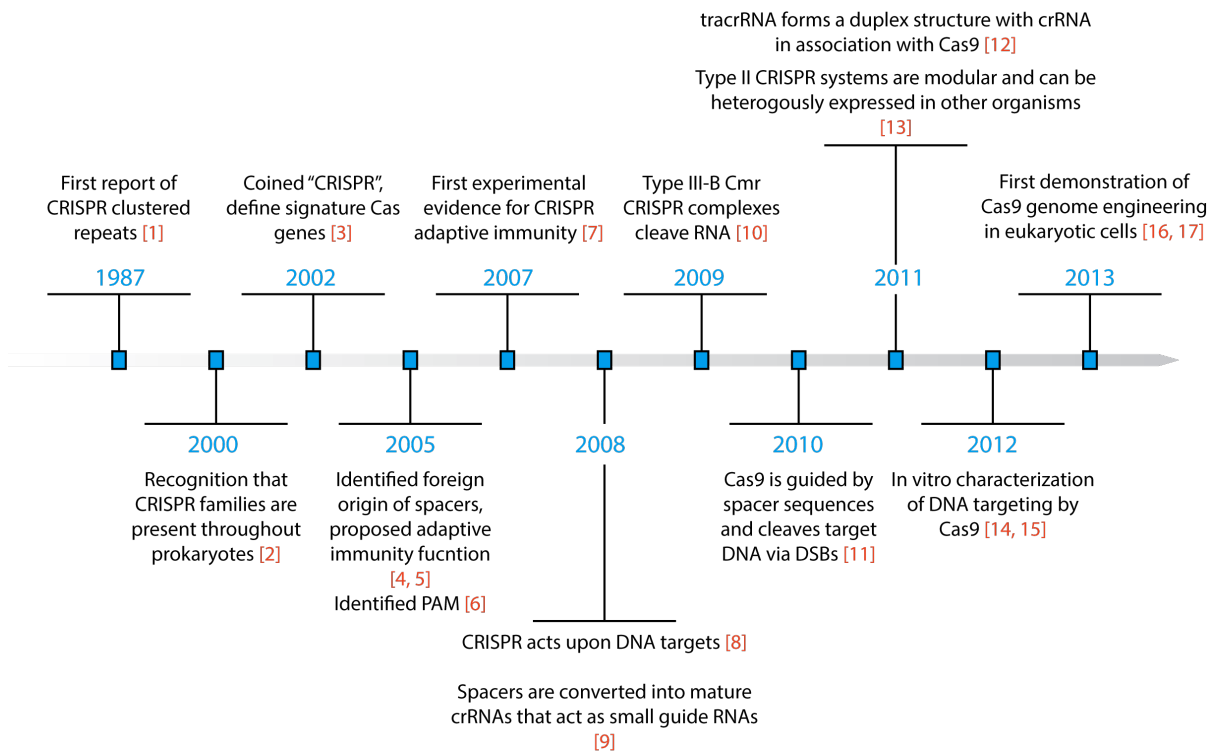 tracrRNA forms a duplex structure with crRNA
in association with Cas9 [12]
Type II CRISPR systems are modular and can be
heterogously expressed in other organisms
[13]
First report of
CRISPR clustered
repeats [1]
1987
Coined “CRISPR”,
define signature Cas
genes [3]
2002
First experimental
evidence for CRISPR
adaptive immunity [7]
2007
Type III-B Cmr
CRISPR complexes
cleave RNA [10]
2009
2011
First demonstration of
Cas9 genome engineering
in eukaryotic cells [16, 17]
2013
2000
Recognition that
CRISPR families are
present throughout
prokaryotes [2]
2005
Identified foreign
origin of spacers,
proposed adaptive
immunity fucntion
[4, 5]
Identified PAM [6]
2008
CRISPR acts upon DNA targets [8]
Spacers are converted into mature
crRNAs that act as small guide RNAs
[9]
2010
Cas9 is guided by
spacer sequences
and cleaves target
DNA via DSBs [11]
2012
In vitro characterization
of DNA targeting by
Cas9 [14, 15]